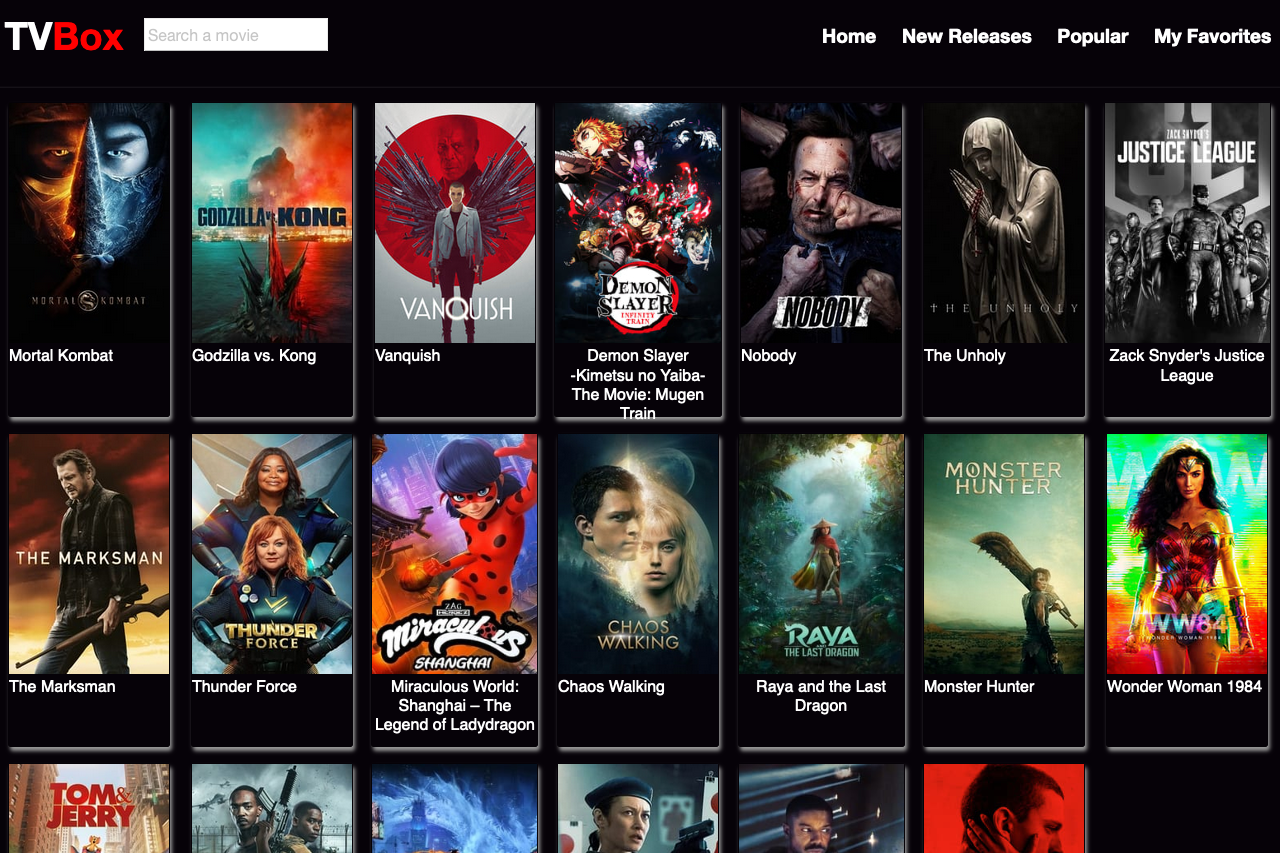 TVBox
Search a movie
Home
New Releases
Popular
My Favorites
MORTAL KOMBAT
GODZILLA VS. KONG
VANQUISH
DEMON
SLAYER
INFINITY
TRAIN
NOBODY
THE UNHOLY
ZACK SNYDER'S
JUSTICE LEAGUE
JL
Mortal Kombat
Godzilla vs. Kong
Vanquish
Demon Slayer
-Kimetsu no Yaiba-
The Movie: Mugen
Train
Nobody
The Unholy
Zack Snyder's Justice
League
THE MARKSMAN
THUNDER
FORCE
ZAG
Miraculous
SHANGHAI
CHAOS
WALKING
RAYA
AND THE
THE LAST DRAGON
MONSTER
HUNTER
WW84
WONDER WOMAN 1984
The Marksman
Thunder Force
Miraculous World:
Shanghai – The
Legend of Ladydragon
Chaos Walking
Raya and the Last
Dragon
Monster Hunter
Wonder Woman 1984
TOM&
JERRY